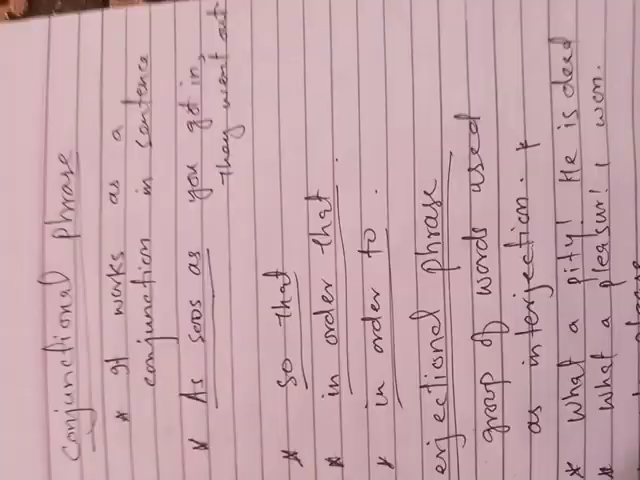 conjunctional phrase
* It works as a
conjunction in sentence
* As soos as you got in,
they went out
* So that
* in order that.
* in order to.
erjectional phrase
group of words used
as interjection.
* What a pity! He is dead
* What a pleasur! I won.